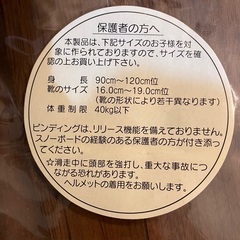 保護者の方へ
本製品は、下記サイズのお子様を対
象に作られておりますので、サイズを確
認の上お買い上げ下さい。
身長 90cm〜120cm位
靴のサイズ 16.0cm〜19.0cm位
(靴の形状により若干異なります)
体重制限 40kg以下
ビンディングは、リリース機能を備えておりません。
スノーボードの経験のある保護者の方が付き添っ
てください。
☆滑走中に頭部を強打し、重大な事故につ
ながる恐れがあります。
ヘルメットの着用をお願いします。